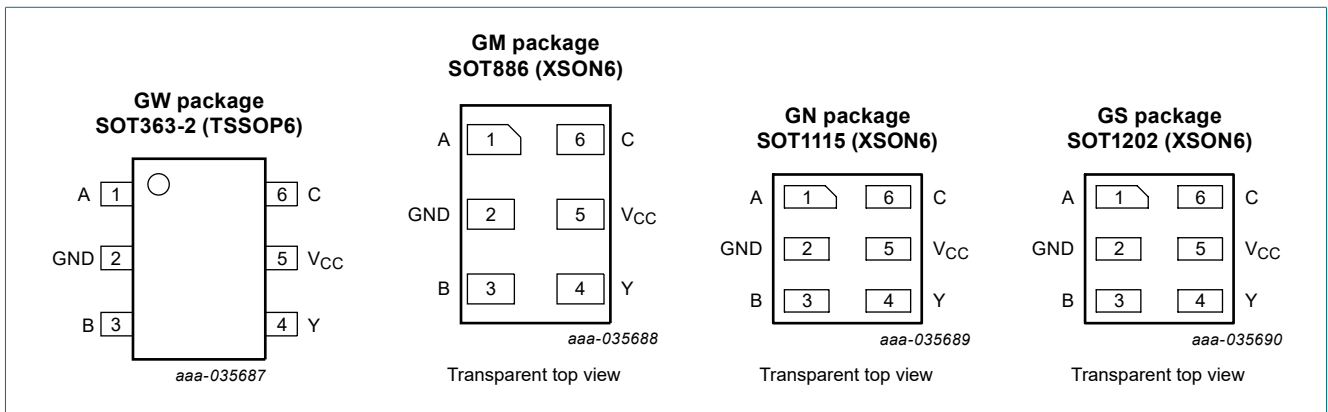 GW package
SOT363-2 (TSSOP6)
A 1 6 C
GND 2 5 VCC
B 3 4 Y
aaa-035687
GM package
SOT886 (XSON6)
A 1 6 C
GND 2 5 VCC
B 3 4 Y
aaa-035688
Transparent top view
GN package
SOT1115 (XSON6)
A 1 6 C
GND 2 5 VCC
B 3 4 Y
aaa-035689
Transparent top view
GS package
SOT1202 (XSON6)
A 1 6 C
GND 2 5 VCC
B 3 4 Y
aaa-035690
Transparent top view